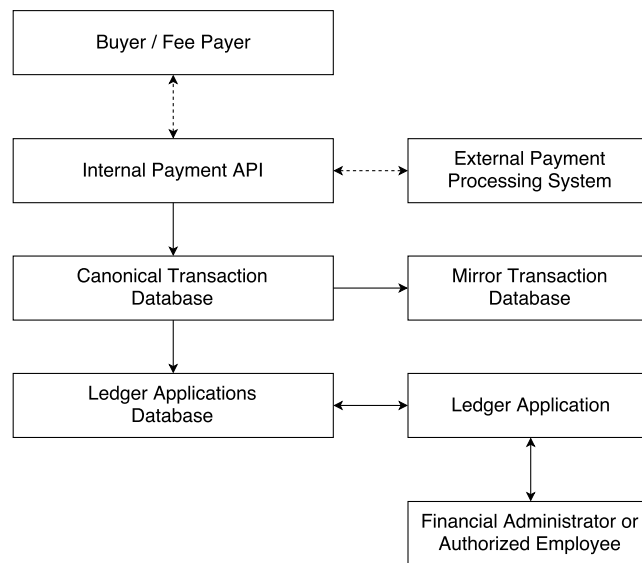 Buyer / Fee Payer
Internal Payment API
External Payment
Processing System
Canonical Transaction
Database
Mirror Transaction
Database
Ledger Applications
Database
Ledger Application
Financial Administrator or
Authorized Employee